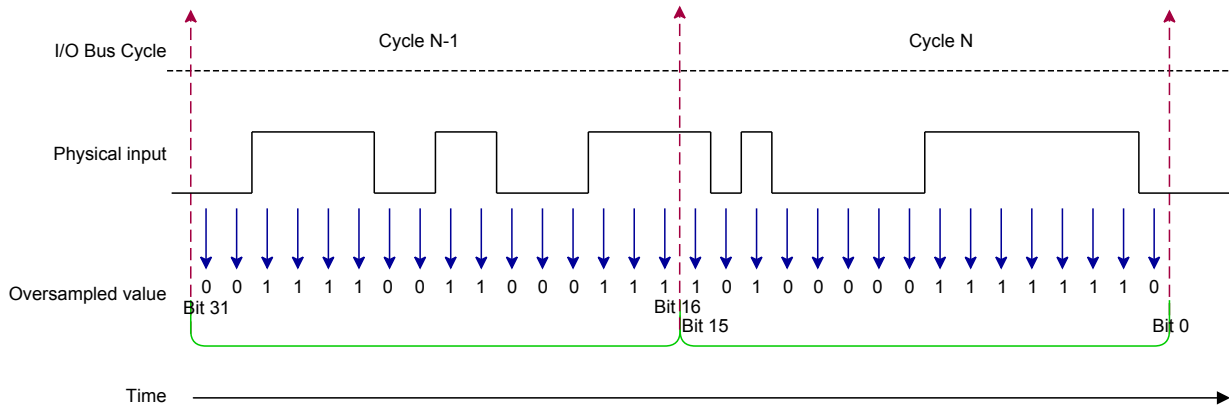 I/O Bus Cycle
Cycle N-1
Cycle N
Physical input
Oversampled value
0 0 1 1 1 1 0 0 1 1 0 0 0 1 1 1 1 0 1 0 0 0 0 0 1 1 1 1 1 1 1 0
Bit 31
Bit 16
Bit 15
Bit 0
Time